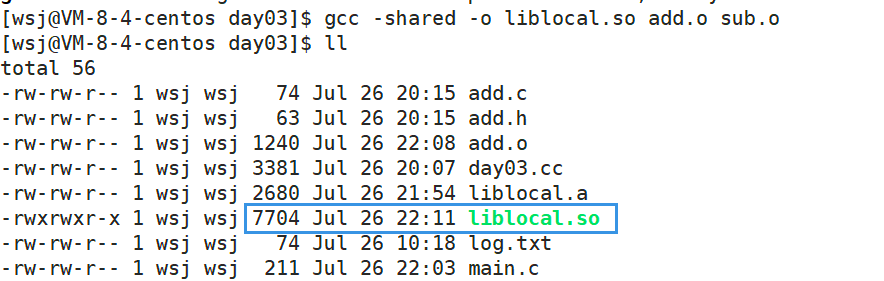 [wsj@VM-8-4-centos day03]$ gcc -shared -o liblocal.so add.o sub.o
[wsj@VM-8-4-centos day03]$ ll
total 56
-rw-rw-r-- 1 wsj wsj   74 Jul 26 20:15 add.c
-rw-rw-r-- 1 wsj wsj   63 Jul 26 20:15 add.h
-rw-rw-r-- 1 wsj wsj 1240 Jul 26 22:08 add.o
-rw-rw-r-- 1 wsj wsj 3381 Jul 26 20:07 day03.cc
-rw-rw-r-- 1 wsj wsj 2680 Jul 26 21:54 liblocal.a
-rwxrwxr-x 1 wsj wsj 7704 Jul 26 22:11 liblocal.so
-rw-rw-r-- 1 wsj wsj   74 Jul 26 10:18 log.txt
-rw-rw-r-- 1 wsj wsj  211 Jul 26 22:03 main.c